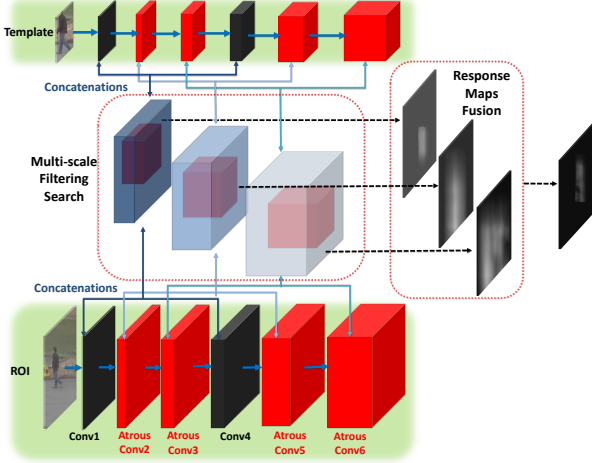 Template
Concatenations
Response
Maps
Fusion
Multi-scale
Filtering
Search
Concatenations
ROI
Conv1
Atrous
Conv2
Atrous
Conv3
Conv4
Atrous
Conv5
Atrous
Conv6